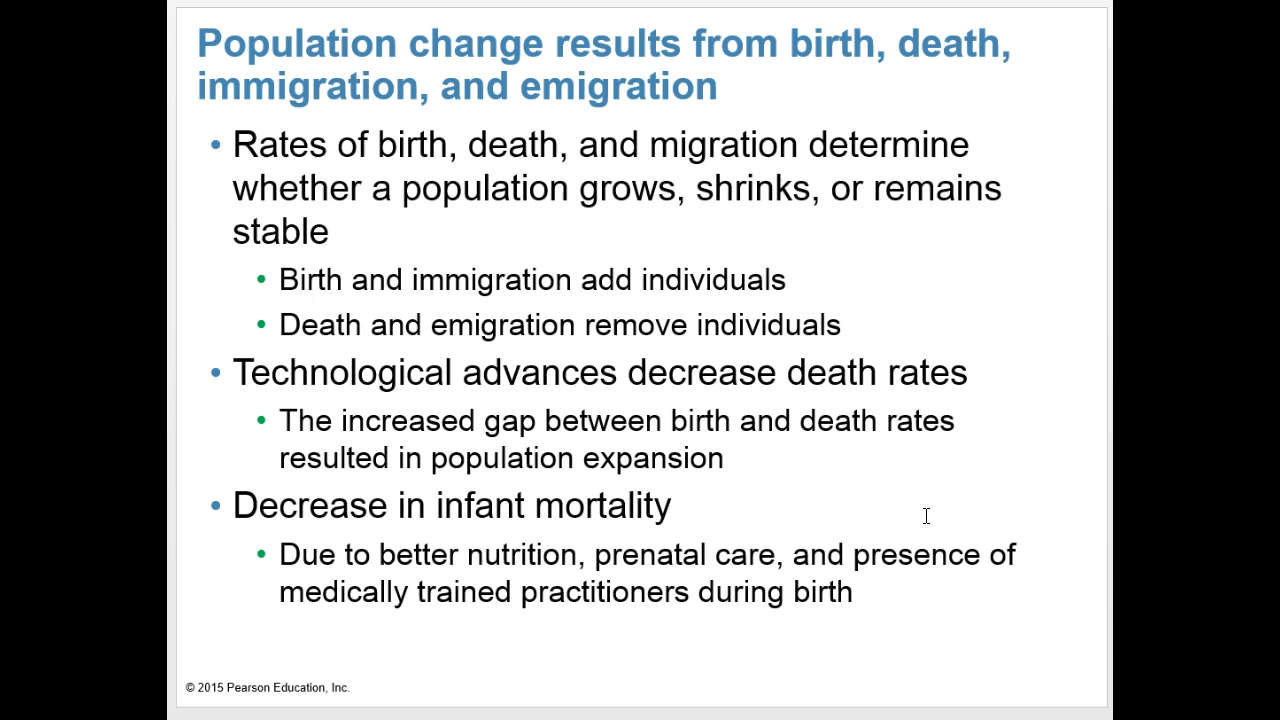 Population change results from birth, death,
immigration, and emigration
• Rates of birth, death, and migration determine
whether a population grows, shrinks, or remains
stable
• Birth and immigration add individuals
• Death and emigration remove individuals
• Technological advances decrease death rates
• The increased gap between birth and death rates
resulted in population expansion
• Decrease in infant mortality
• Due to better nutrition, prenatal care, and presence of
medically trained practitioners during birth
© 2015 Pearson Education, Inc.